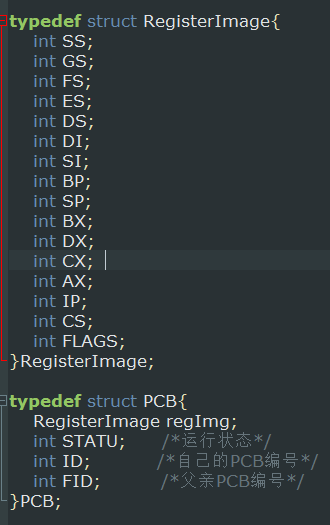 typedef struct RegisterImage{
int SS;
int GS;
int FS;
int ES;
int DS;
int DI;
int SI;
int BP;
int SP;
int BX;
int DX;
int CX;
int AX;
int IP;
int CS;
int FLAGS;
}RegisterImage;
typedef struct PCB{
RegisterImage regImg;
int STATU; /*运行状态*/
int ID; /*自己的PCB编号*/
int FID; /*父亲PCB编号*/
}PCB;